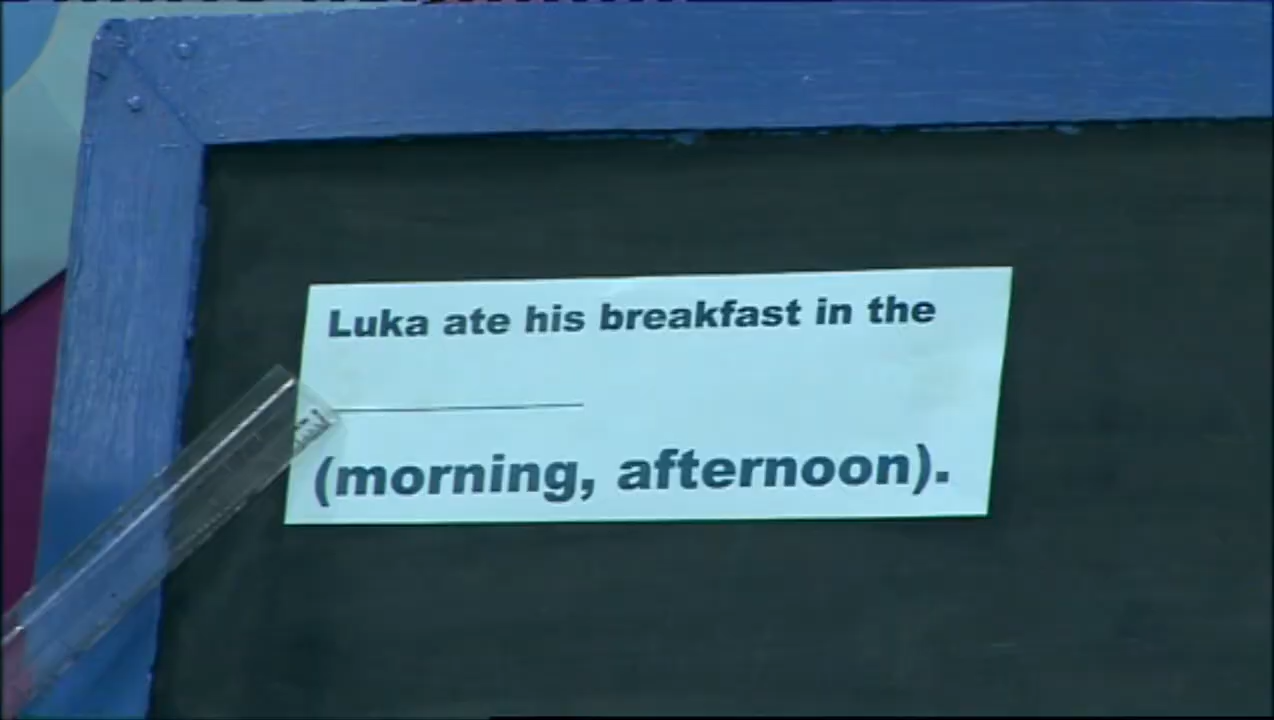 Luka ate his breakfast in the
(morning, afternoon).